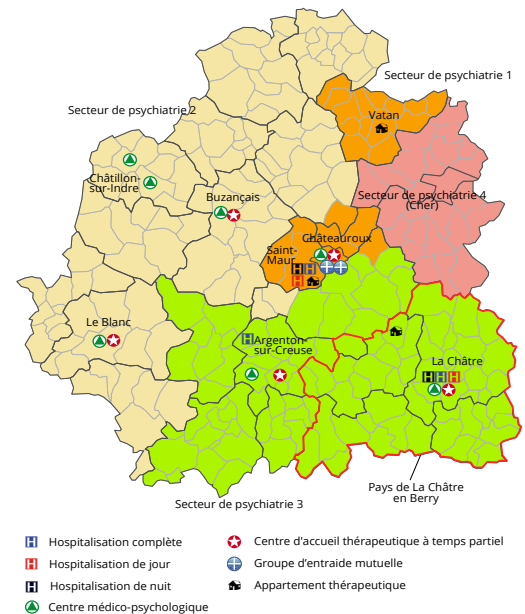 Secteur de psychiatrie 1
Secteur de psychiatrie 2
Vatan
Châtillon-
sur-Indre
Buzançais
Secteur de psychiatrie 4
(Cher)
Saint-
Maur
Châteauroux
Le Blanc
H Argenton-
sur-Creuse
La Châtre
H H
H
H H H
Pays de La Châtre
en Berry
Secteur de psychiatrie 3
H Hospitalisation complète
H Hospitalisation de jour
H Hospitalisation de nuit
Centre médico-psychologique
Centre d'accueil thérapeutique à temps partiel
Groupe d’entraide mutuelle
Appartement thérapeutique